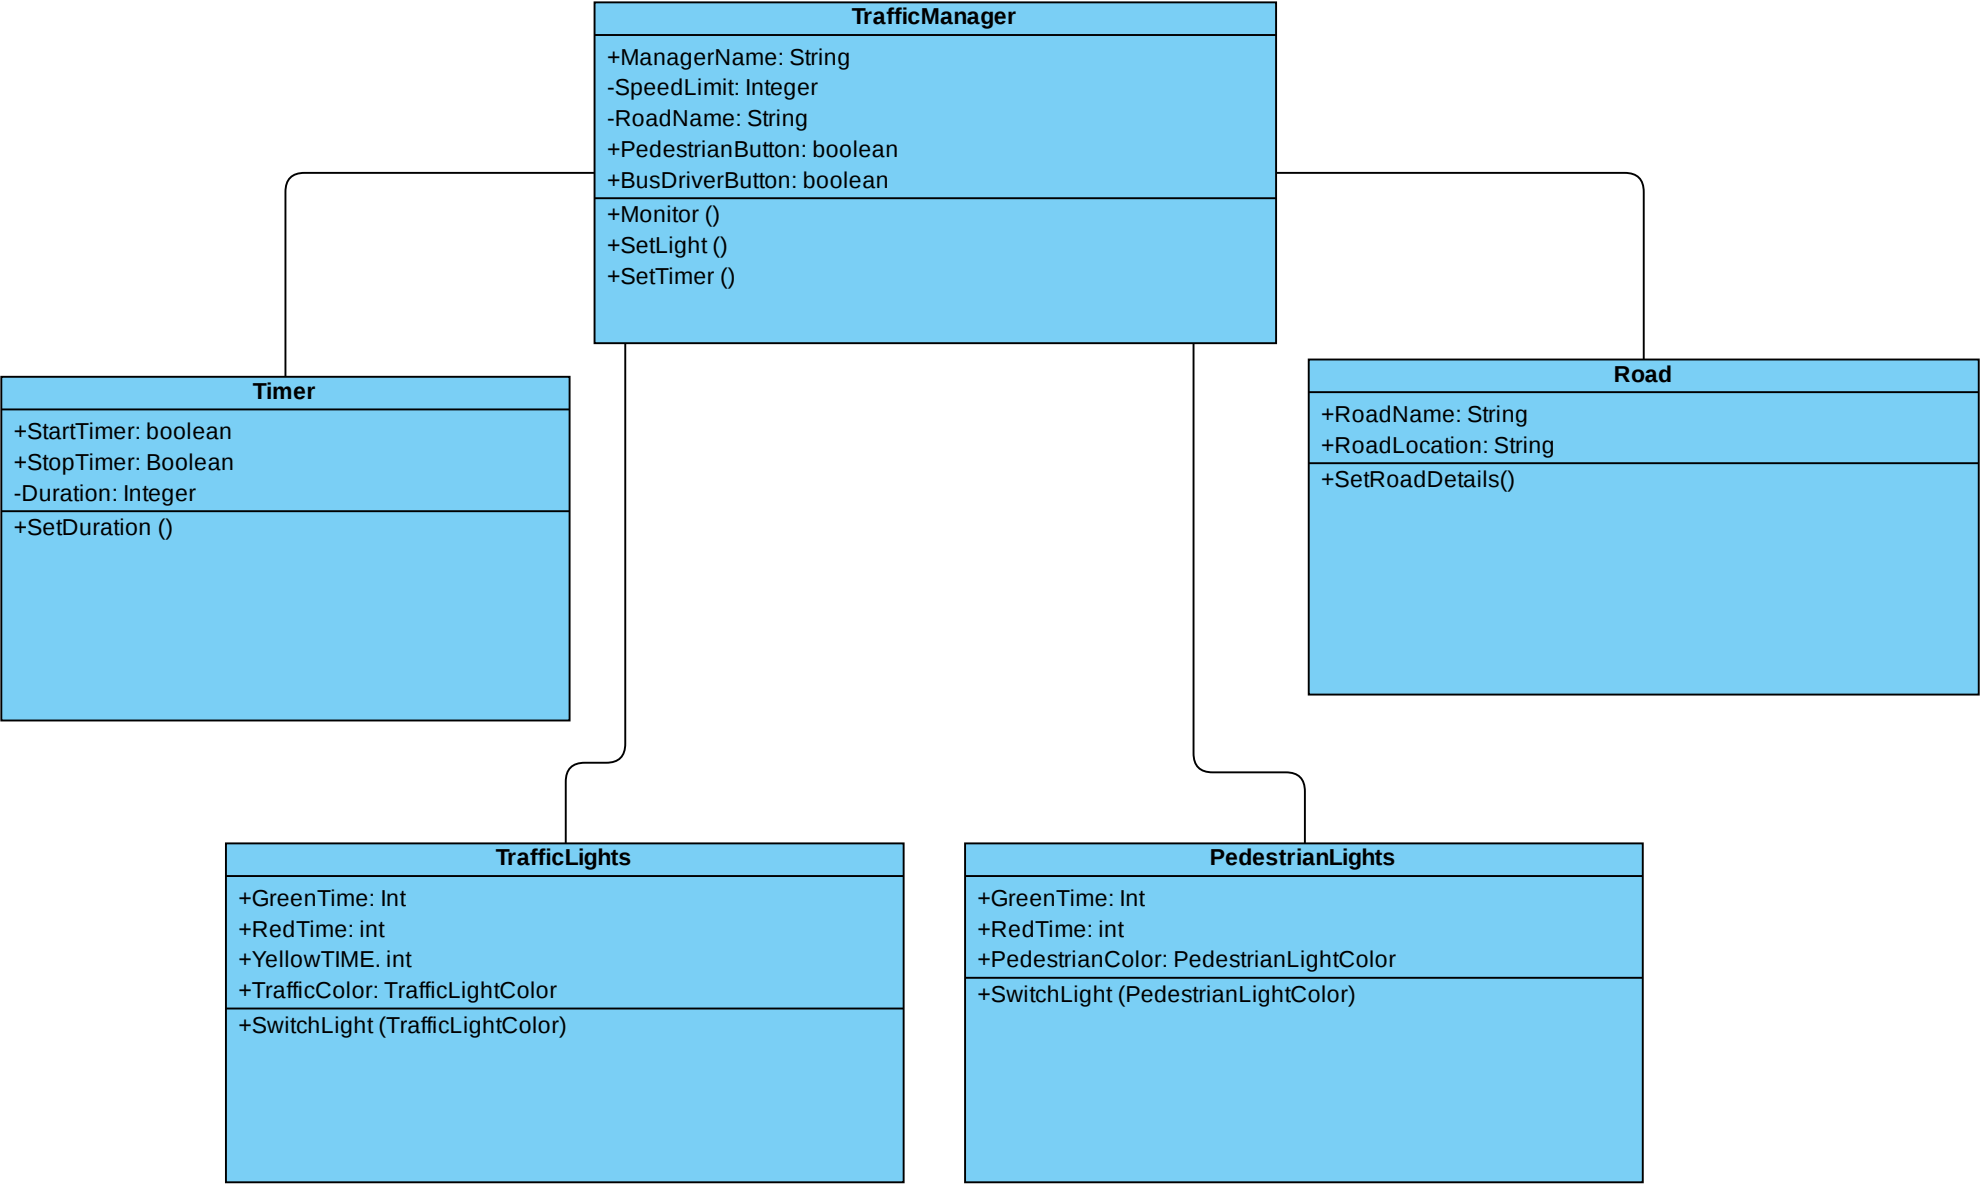 TrafficManager
+ManagerName: String
-SpeedLimit: Integer
-RoadName: String
+PedestrianButton: boolean
+BusDriverButton: boolean
+Monitor ()
+SetLight ()
+SetTimer ()
Timer
+StartTimer: boolean
+StopTimer: Boolean
-Duration: Integer
+SetDuration ()
Road
+RoadName: String
+RoadLocation: String
+SetRoadDetails()
TrafficLights
+GreenTime: Int
+RedTime: int
+YellowTIME. int
+TrafficColor: TrafficLightColor
+SwitchLight (TrafficLightColor)
PedestrianLights
+GreenTime: Int
+RedTime: int
+PedestrianColor: PedestrianLightColor
+SwitchLight (PedestrianLightColor)